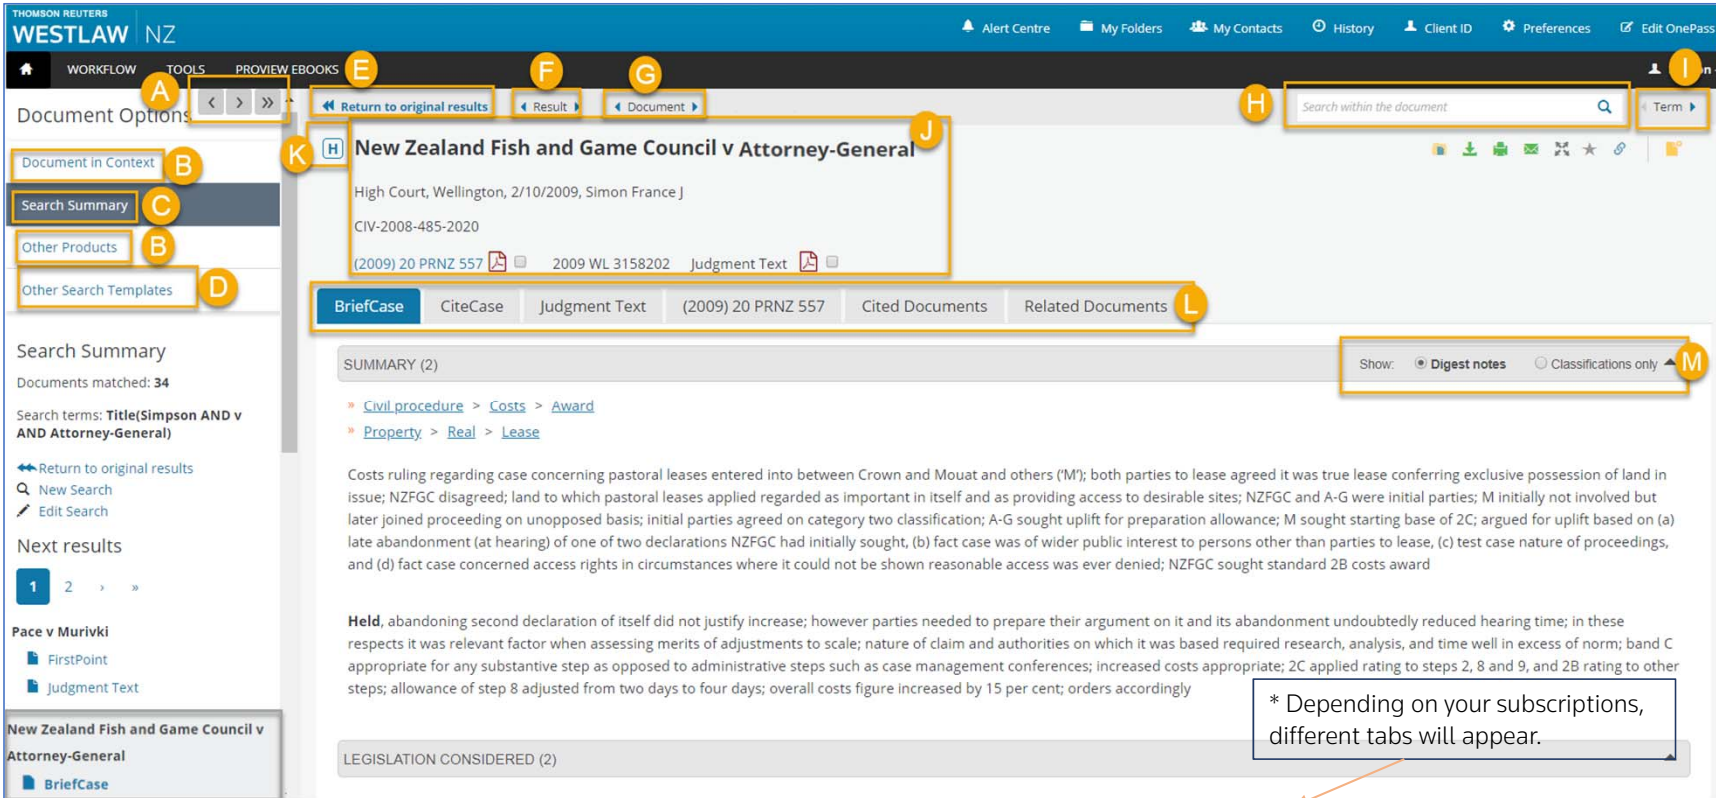 THOMSON REUTERS
WESTLAW NZ
Alert Centre My Folders My Contacts History Client ID Preferences Edit OnePass
WORKFLOW TOOLS PROVIEW EBOOKS E F G I
A
Document Options < > »
Return to original results Result Document H Search within the document Term
J
K H New Zealand Fish and Game Council v Attorney-General
Document in Context B
High Court, Wellington, 2/10/2009, Simon France J
Search Summary C
CIV-2008-485-2020
Other Products B
(2009) 20 PRNZ 557 2009 WL 3158202 Judgment Text
Other Search Templates D
BriefCase CiteCase Judgment Text (2009) 20 PRNZ 557 Cited Documents Related Documents L
Search Summary
Documents matched: 34
Search terms: Title(Simpson AND v
AND Attorney-General)
Return to original results
New Search
Edit Search
Next results
1 2 › »
Pace v Murivki
FirstPoint
Judgment Text
New Zealand Fish and Game Council v
Attorney-General
BriefCase
SUMMARY (2) Show: Digest notes Classifications only M
» Civil procedure > Costs > Award
» Property > Real > Lease
Costs ruling regarding case concerning pastoral leases entered into between Crown and Mouat and others ('M'); both parties to lease agreed it was true lease conferring exclusive possession of land in
issue; NZFGC disagreed; land to which pastoral leases applied regarded as important in itself and as providing access to desirable sites; NZFGC and A-G were initial parties; M initially not involved but
later joined proceeding on unopposed basis; initial parties agreed on category two classification; A-G sought uplift for preparation allowance; M sought starting base of 2C; argued for uplift based on (a)
late abandonment (at hearing) of one of two declarations NZFGC had initially sought, (b) fact case was of wider public interest to persons other than parties to lease, (c) test case nature of proceedings,
and (d) fact case concerned access rights in circumstances where it could not be shown reasonable access was ever denied; NZFGC sought standard 2B costs award
Held, abandoning second declaration of itself did not justify increase; however parties needed to prepare their argument on it and its abandonment undoubtedly reduced hearing time; in these
respects it was relevant factor when assessing merits of adjustments to scale; nature of claim and authorities on which it was based required research, analysis, and time well in excess of norm; band C
appropriate for any substantive step as opposed to administrative steps such as case management conferences; increased costs appropriate; 2C applied rating to steps 2, 8 and 9, and 2B rating to other
steps; allowance of step 8 adjusted from two days to four days; overall costs figure increased by 15 per cent; orders accordingly
* Depending on your subscriptions,
different tabs will appear.
LEGISLATION CONSIDERED (2)